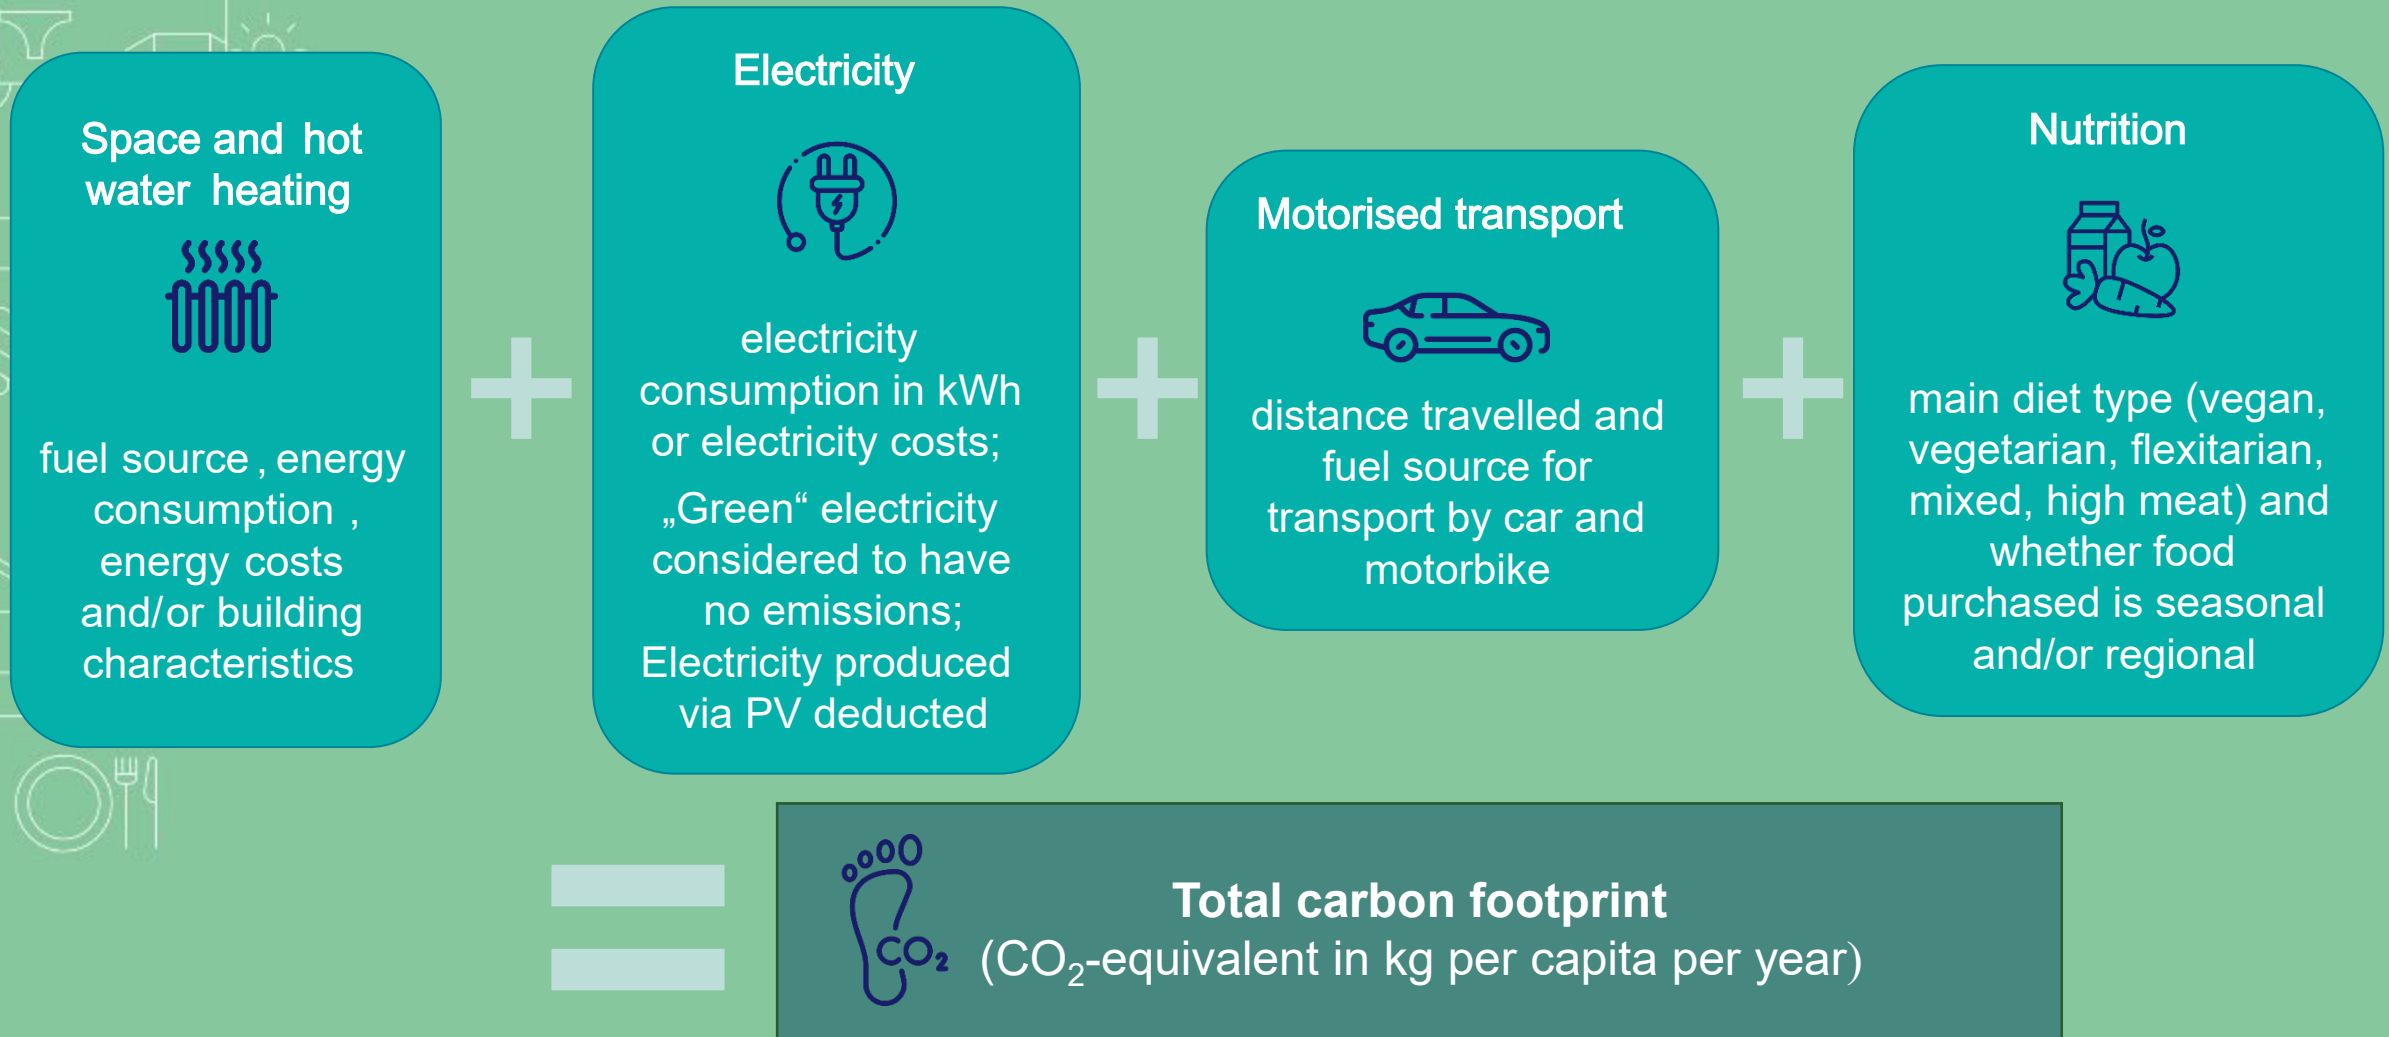 Space and hot
water heating
fuel source, energy
consumption ,
energy costs
and/or building
characteristics
Electricity
electricity
consumption in kWh
or electricity costs;
„Green“ electricity
considered to have
no emissions;
Electricity produced
via PV deducted
Motorised transport
distance travelled and
fuel source for
transport by car and
motorbike
Nutrition
main diet type (vegan,
vegetarian, flexitarian,
mixed, high meat) and
whether food
purchased is seasonal
and/or regional
CO₂
Total carbon footprint
(CO₂-equivalent in kg per capita per year)